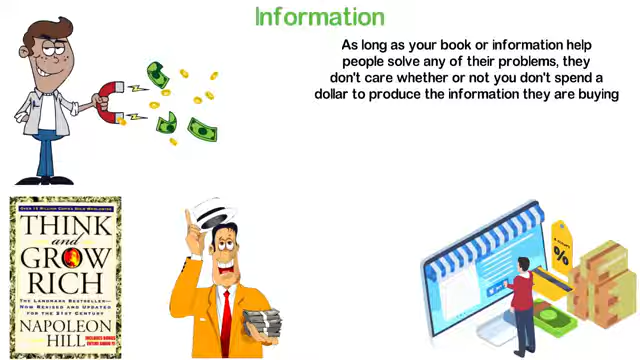 Information
As long as your book or information help
people solve any of their problems, they
don't care whether or not you don't spend a
dollar to produce the information they are buying
OVER 15 MILLION COPIES SOLD WORLDWIDE
THINK
and
GROW
RICH
THE LANDMARK BESTSELLER—
NOW REVISED AND UPDATED
FOR THE 21ST CENTURY
NAPOLEON
HILL
%